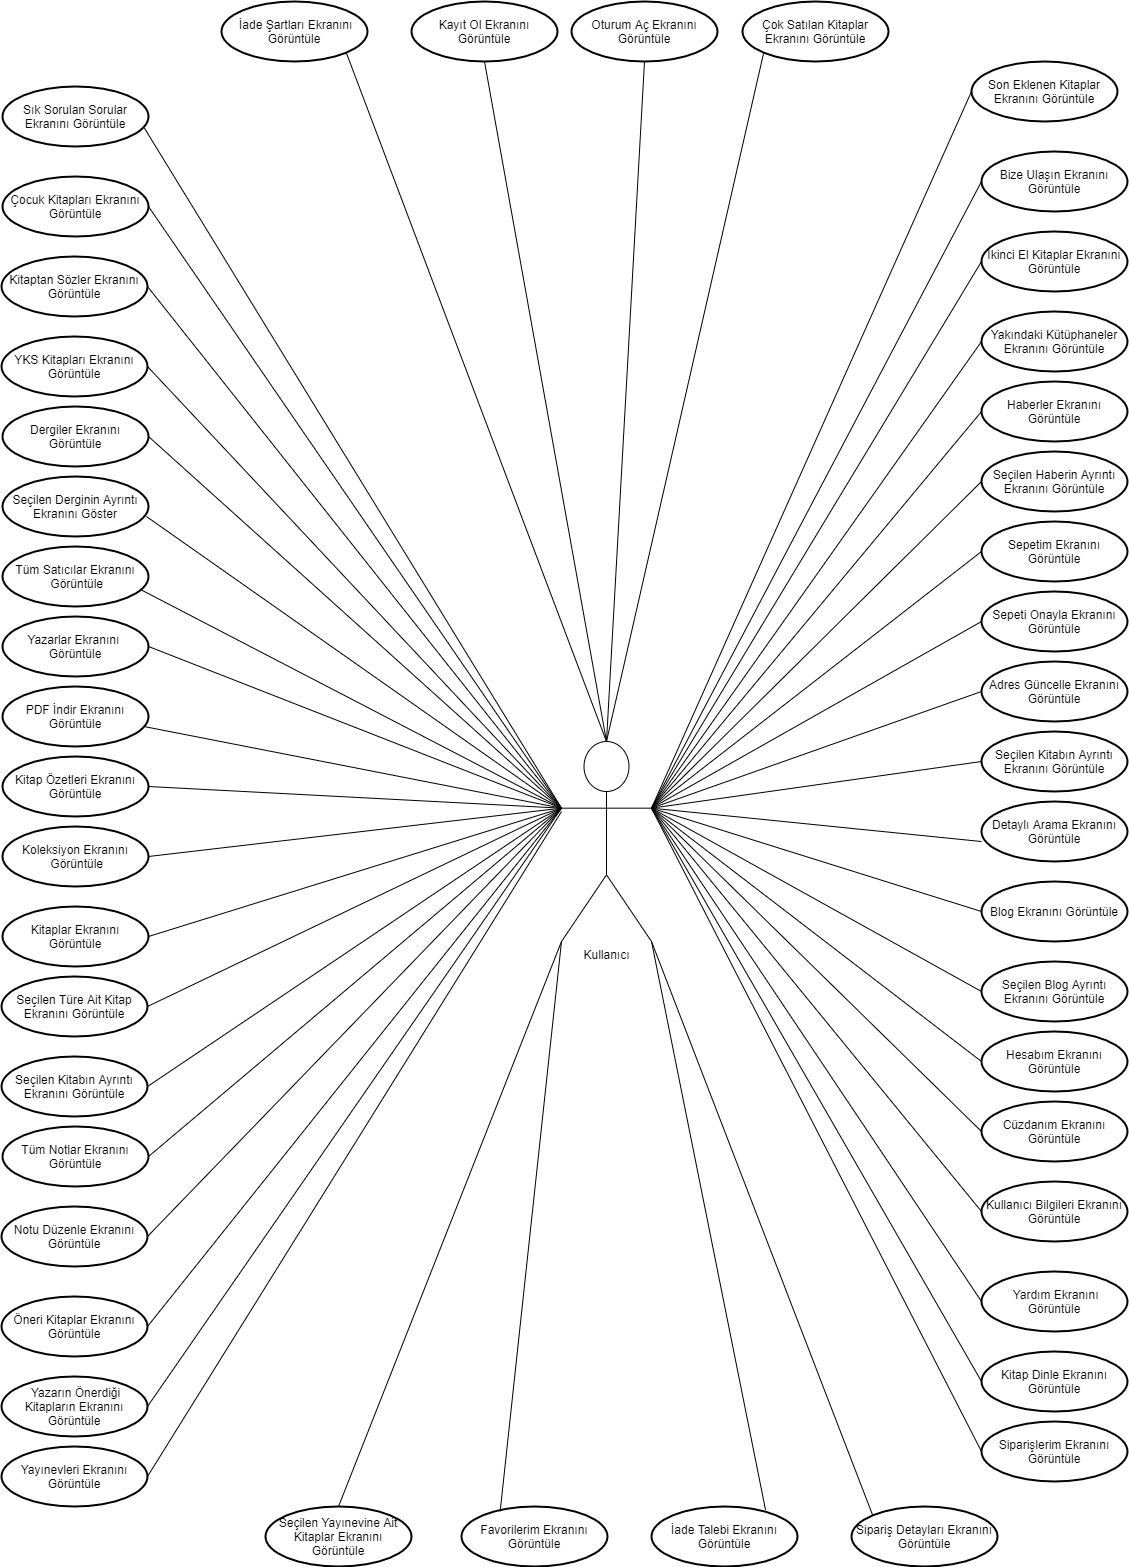 İade Şartları Ekranını
Görüntüle
Kayıt Ol Ekranını
Görüntüle
Oturum Aç Ekranını
Görüntüle
Çok Satılan Kitaplar
Ekranını Görüntüle
Sık Sorulan Sorular
Ekranını Görüntüle
Çocuk Kitapları Ekranını
Görüntüle
Kitaptan Sözler Ekranını
Görüntüle
YKS Kitapları Ekranını
Görüntüle
Dergiler Ekranını
Görüntüle
Seçilen Derginin Ayrıntı
Ekranını Göster
Tüm Satıcılar Ekranını
Görüntüle
Yazarlar Ekranını
Görüntüle
PDF İndir Ekranını
Görüntüle
Kitap Özetleri Ekranını
Görüntüle
Koleksiyon Ekranını
Görüntüle
Kitaplar Ekranını
Görüntüle
Seçilen Türe Ait Kitap
Ekranını Görüntüle
Seçilen Kitabın Ayrıntı
Ekranını Görüntüle
Tüm Notlar Ekranını
Görüntüle
Notu Düzenle Ekranını
Görüntüle
Öneri Kitaplar Ekranını
Görüntüle
Yazarın Önerdiği
Kitapların Ekranını
Görüntüle
Yayınevleri Ekranını
Görüntüle
Kullanıcı
Son Eklenen Kitaplar
Ekranını Görüntüle
Bize Ulaşın Ekranını
Görüntüle
İkinci El Kitaplar Ekranını
Görüntüle
Yakındaki Kütüphaneler
Ekranını Görüntüle
Haberler Ekranını
Görüntüle
Seçilen Haberin Ayrıntı
Ekranını Görüntüle
Sepetim Ekranını
Görüntüle
Sepeti Onayla Ekranını
Görüntüle
Adres Güncelle Ekranını
Görüntüle
Seçilen Kitabın Ayrıntı
Ekranını Görüntüle
Detaylı Arama Ekranını
Görüntüle
Blog Ekranını Görüntüle
Seçilen Blog Ayrıntı
Ekranını Görüntüle
Hesabım Ekranını
Görüntüle
Cüzdanım Ekranını
Görüntüle
Kullanıcı Bilgileri Ekranını
Görüntüle
Yardım Ekranını
Görüntüle
Kitap Dinle Ekranını
Görüntüle
Siparişlerim Ekranını
Görüntüle
Seçilen Yayınevine Ait
Kitaplar Ekranını
Görüntüle
Favorilerim Ekranını
Görüntüle
İade Talebi Ekranını
Görüntüle
Sipariş Detayları Ekranını
Görüntüle